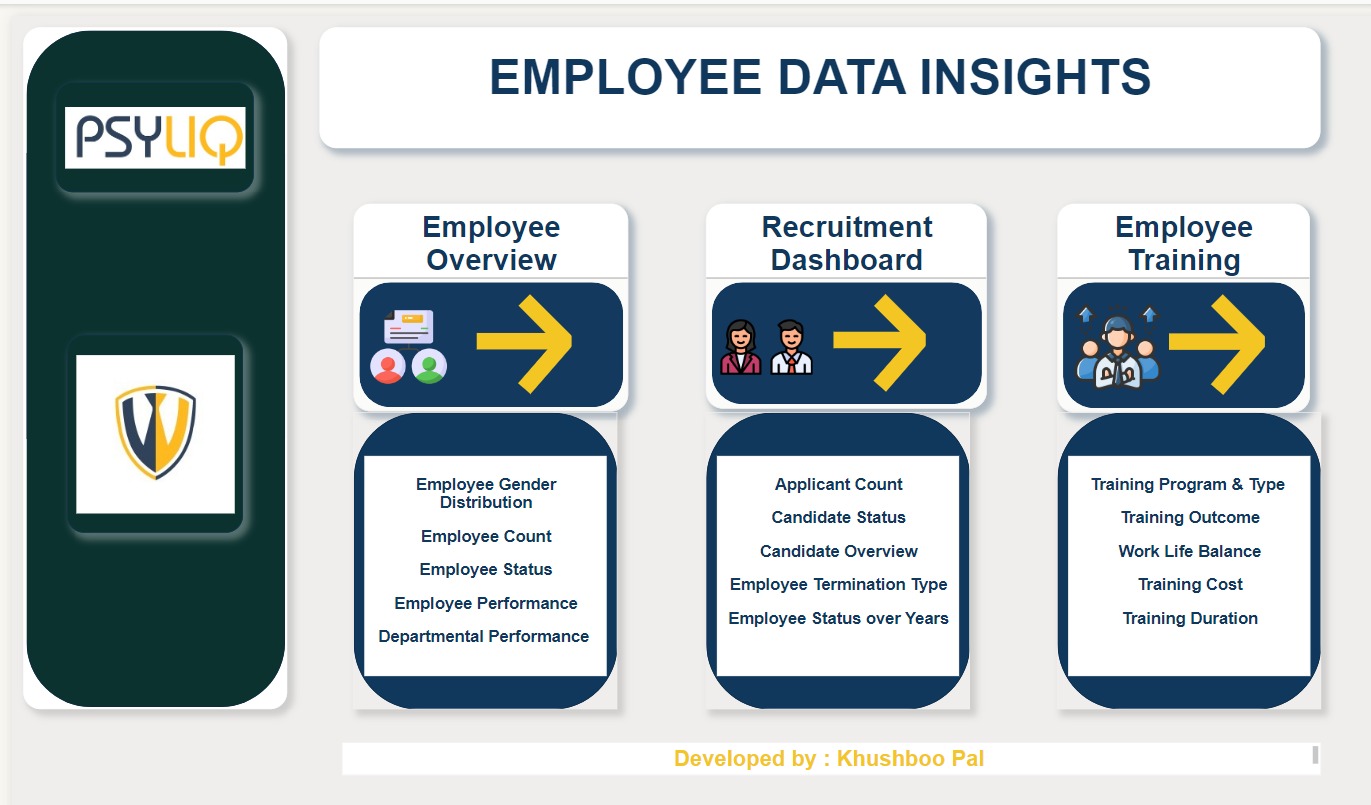 PSYLIQ
EMPLOYEE DATA INSIGHTS
Employee
Overview
Employee Gender
Distribution
Employee Count
Employee Status
Employee Performance
Departmental Performance
Recruitment
Dashboard
Applicant Count
Candidate Status
Candidate Overview
Employee Termination Type
Employee Status over Years
Employee
Training
Training Program & Type
Training Outcome
Work Life Balance
Training Cost
Training Duration
Developed by : Khushboo Pal